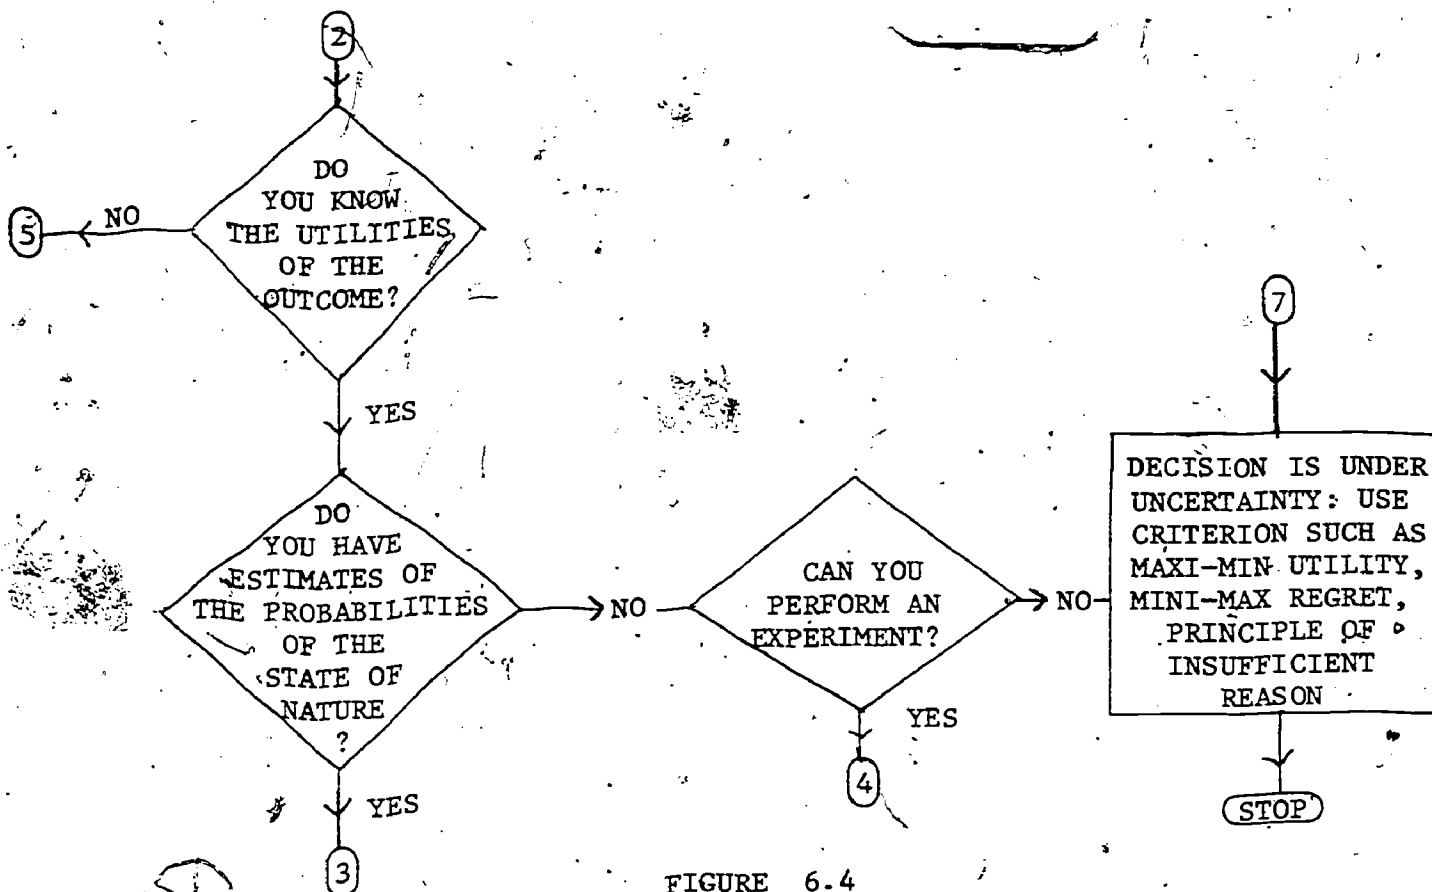 2
DO
YOU KNOW
THE UTILITIES
OF THE
OUTCOME?
NO
5
YES
DO
YOU HAVE
ESTIMATES OF
THE PROBABILITIES
OF THE
STATE OF
NATURE
?
YES
3
NO
CAN YOU
PERFORM AN
EXPERIMENT?
YES
4
NO
7
DECISION IS UNDER
UNCERTAINTY: USE
CRITERION SUCH AS
MAXI-MIN UTILITY,
MINI-MAX REGRET,
PRINCIPLE OF
INSUFFICIENT
REASON
STOP
FIGURE 6.4